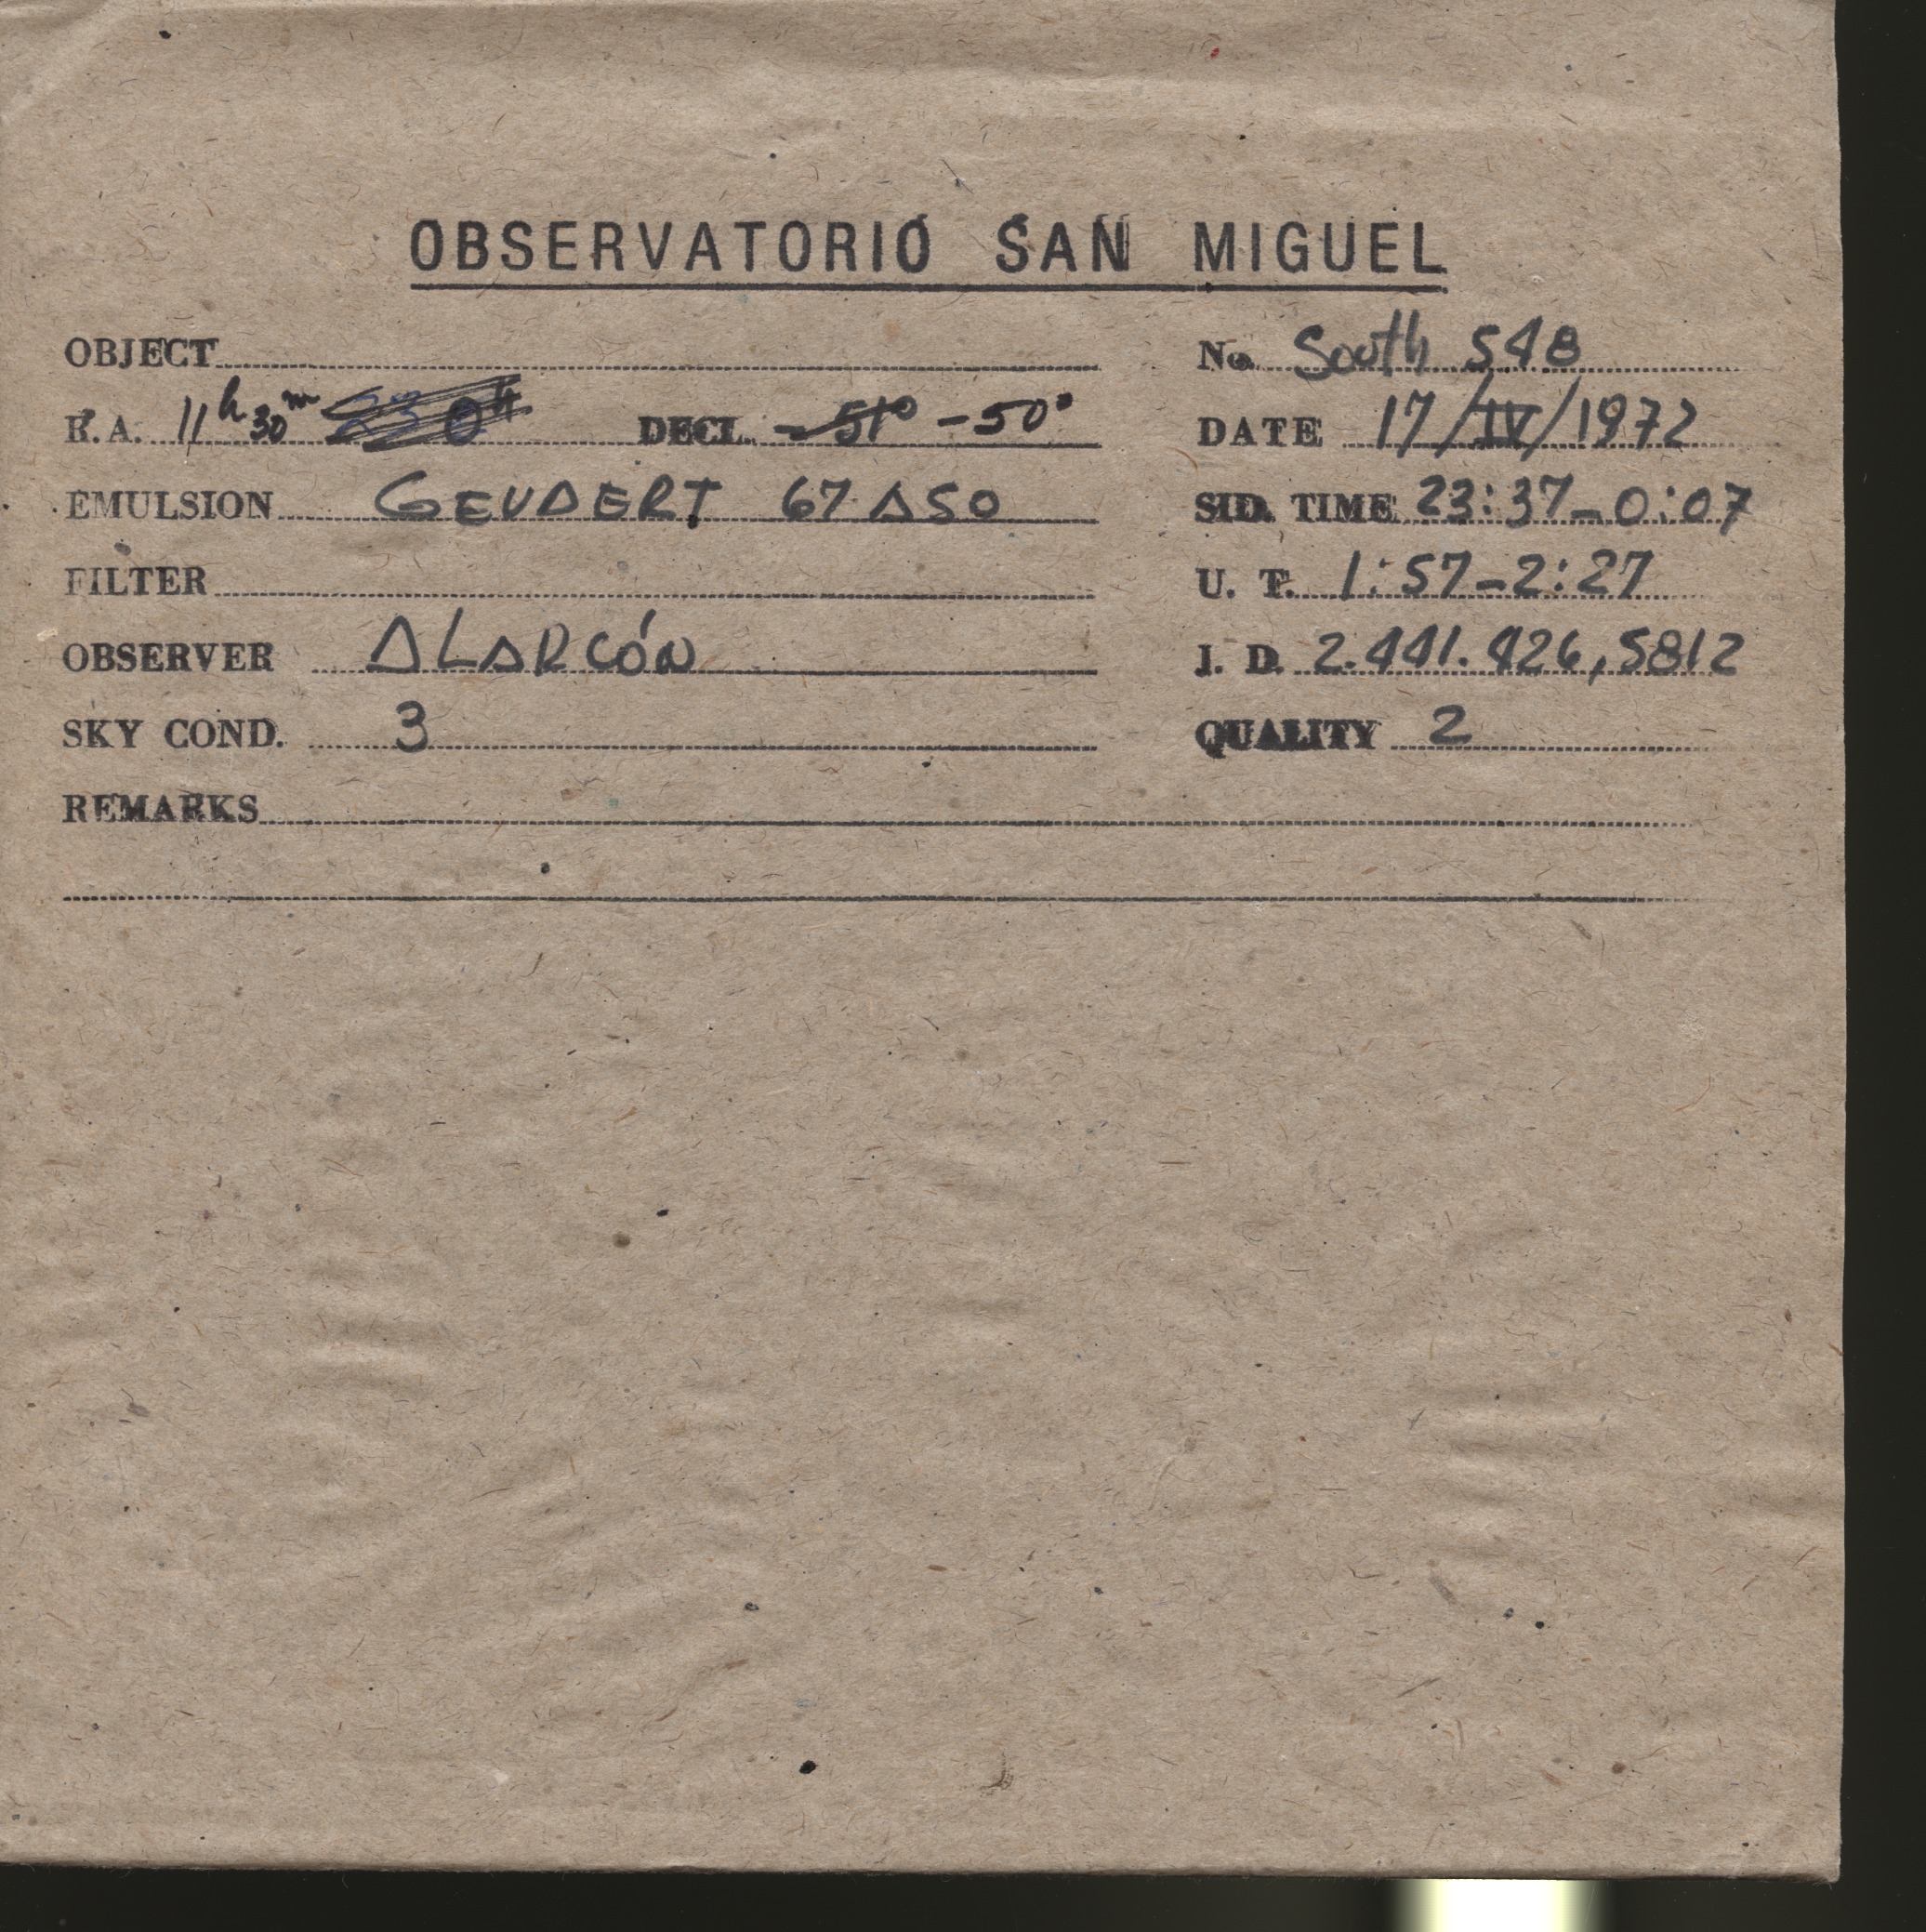 OBSERVATORIO SAN MIGUEL
OBJECT
No. South 548
R.A. 11h 30m DECL. -51° -50°
DATE 17/IV/1972
EMULSION GEVAERT 67A50
SID. TIME 23:37-0:07
FILTER
U. T. 1:57-2:27
OBSERVER ALARCÓN
J. D. 2.441.426,5812
SKY COND. 3
QUALITY 2
REMARKS